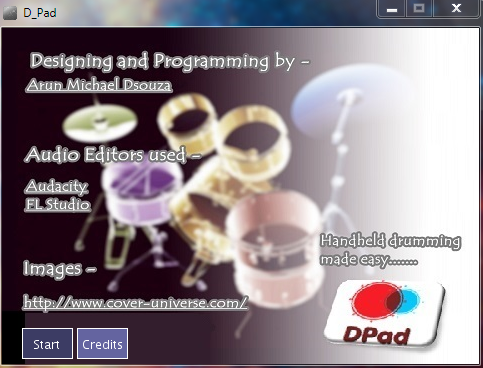 D_Pad
Designing and Programming by -
Arun Michael Dsouza
Audio Editors used -
Audacity
FL Studio
Handheld drumming
made easy.......
Images -
http://www.cover-universe.com/
DPad
Start
Credits